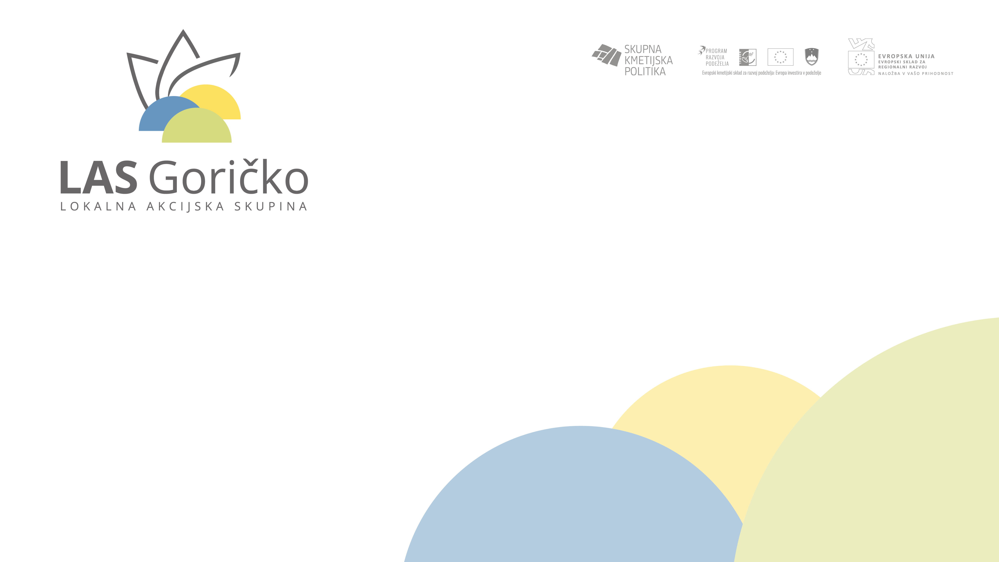 LAS Goričko
LOKALNA AKCIJSKA SKUPINA
SKUPNA
KMETIJSKA
POLITIKA
PROGRAM
RAZVOJA
PODEŽELJA
LEADER
Evropski kmetijski sklad za razvoj podeželja: Evropa investira v podeželje
EVROPSKA UNIJA
EVROPSKI SKLAD ZA
REGIONALNI RAZVOJ
NALOŽBA V VAŠO PRIHODNOST